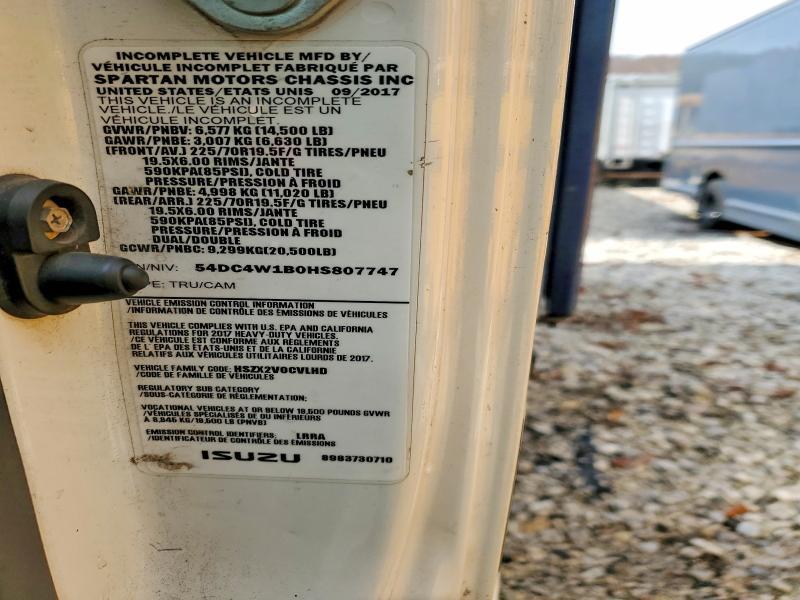 INCOMPLETE VEHICLE MFD BY/
VÉHICULE INCOMPLET FABRIQUÉ PAR
SPARTAN MOTORS CHASSIS INC
UNITED STATES/ETATS UNIS 09/2017
THIS VEHICLE IS AN INCOMPLETE
VEHICLE./LE VÉHICULE EST UN
VÉHICULE INCOMPLET.
GVWR/PNBV: 6,577 KG (14,500 LB)
GAWR/PNBE: 3,007 KG (6,630 LB)
(FRONT/AV.) 225/70R19.5F/G TIRES/PNEU
19.5X6.00 RIMS/JANTE
590KPA(85PSI), COLD TIRE
PRESSURE/PRESSION À FROID
GAWR/PNBE: 4,998 KG (11,020 LB)
(REAR/ARR.) 225/70R19.5F/G TIRES/PNEU
19.5X6.00 RIMS/JANTE
590KPA(85PSI), COLD TIRE
PRESSURE/PRESSION À FROID
DUAL/DOUBLE
GCWR/PNBC: 9,299KG(20,500LB)
N/NIV: 54DC4W1B0HS807747
PE: TRU/CAM
VEHICLE EMISSION CONTROL INFORMATION
/INFORMATION DE CONTRÔLE DES ÉMISSIONS DE VÉHICULES
THIS VEHICLE COMPLIES WITH U.S. EPA AND CALIFORNIA
REGULATIONS FOR 2017 HEAVY-DUTY VEHICLES.
/CE VÉHICULE EST CONFORME AUX RÈGLEMENTS
DE L' EPA DES ÉTATS-UNIS ET DE LA CALIFORNIE
RELATIFS AUX VÉHICULES UTILITAIRES LOURDS DE 2017.
VEHICLE FAMILY CODE: HSZX2VOCVLHD
/CODE DE FAMILLE DE VÉHICULES
REGULATORY SUB CATEGORY
/SOUS-CATÉGORIE DE RÉGLEMENTATION:
VOCATIONAL VEHICLES AT OR BELOW 19,500 POUNDS GVWR
/VÉHICULES SPÉCIALISÉS DE OU INFÉRIEURS
À 8,845 KG/19,500 LB (PNVB)
EMISSION CONTROL IDENTIFIERS: LRRA
/IDENTIFICATEUR DE CONTRÔLE DES ÉMISSIONS
ISUZU 8983730710